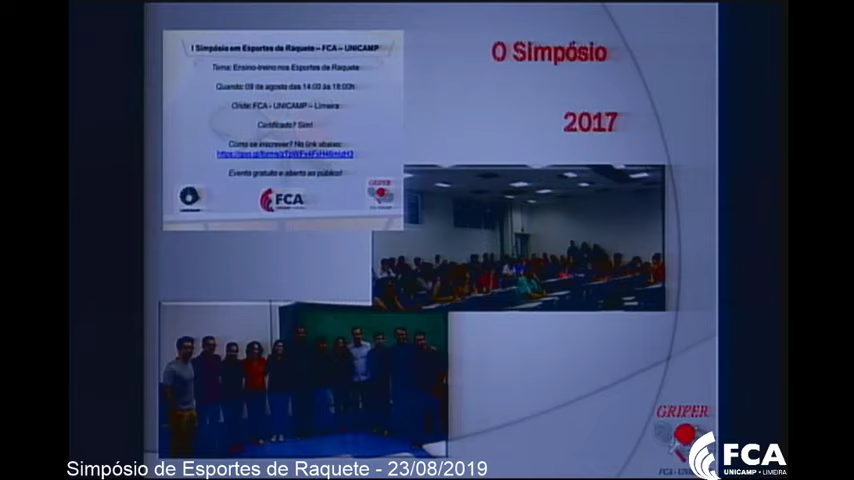 I Simpósio em Esportes de Raquete – FCA – UNICAMP
Tema: Ensino-treino nos Esportes de Raquete
Quando: 09 de agosto das 14:00 às 18:00h
Onde: FCA - UNICAMP – Limeira
Certificado? Sim!
Como se inscrever? No link abaixo:
Evento gratuito e aberto ao público!
FCA
GRIPER
O Simpósio
2017
GRIPER
FCA
UNICAMP • LIMEIRA
Simpósio de Esportes de Raquete - 23/08/2019